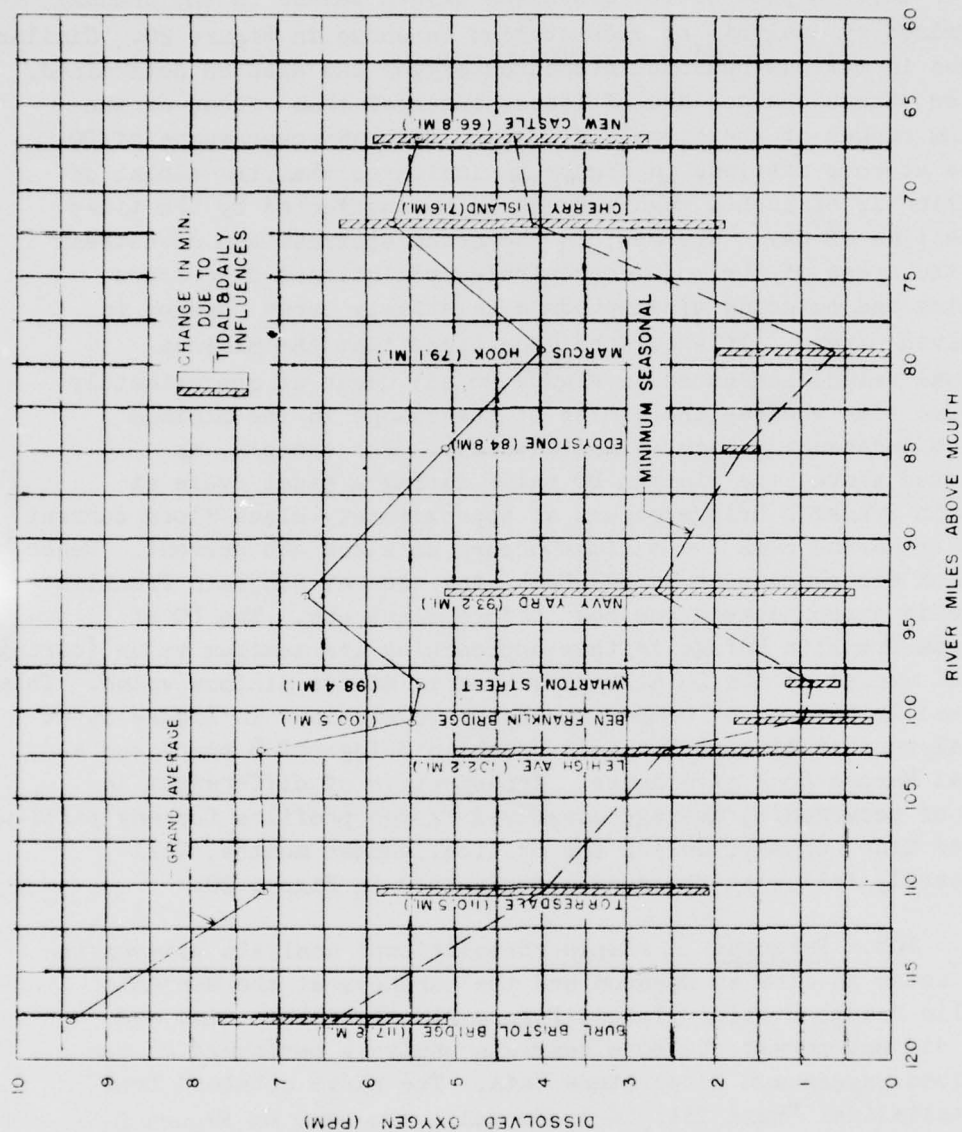 10
9
8
7
6
5
4
3
2
1
0
DISSOLVED OXYGEN (PPM)
120
115
110
105
100
95
90
85
80
75
70
65
60
RIVER MILES ABOVE MOUTH
GRAND AVERAGE
CHANGE IN MIN.
DUE TO
TIDAL & DAILY
INFLUENCES
MINIMUM SEASONAL
BURL BRISTOL BRIDGE (117.8 MI.)
TORRESDALE (110.5 MI.)
LEHIGH AVE. (102.2 MI.)
BEN FRANKLIN BRIDGE
(100.5 MI.)
WHARTON STREET
(98.4 MI.)
NAVY YARD (93.2 MI.)
EDDYSTONE (84.8 MI)
MARCUS
HOOK (79.1 MI.)
CHERRY
ISLAND (71.6 MI.)
NEW CASTLE (66.8 MI.)